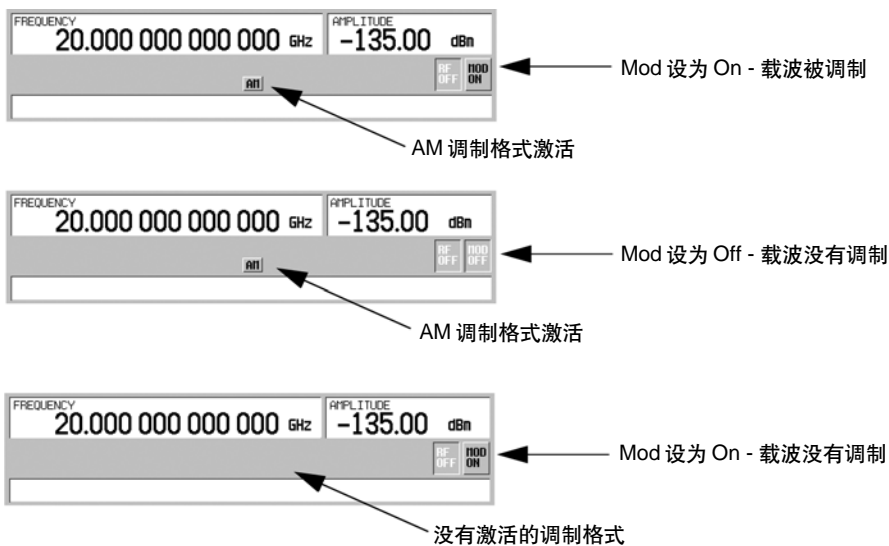 FREQUENCY AMPLITUDE
20.000 000 000 000 GHz −135.00 dBm
RF OFF MOD ON
Mod 设为 On - 载波被调制
AM
AM 调制格式激活
FREQUENCY AMPLITUDE
20.000 000 000 000 GHz −135.00 dBm
RF OFF MOD OFF
Mod 设为 Off - 载波没有调制
AM
AM 调制格式激活
FREQUENCY AMPLITUDE
20.000 000 000 000 GHz −135.00 dBm
RF OFF MOD ON
Mod 设为 On - 载波没有调制
没有激活的调制格式